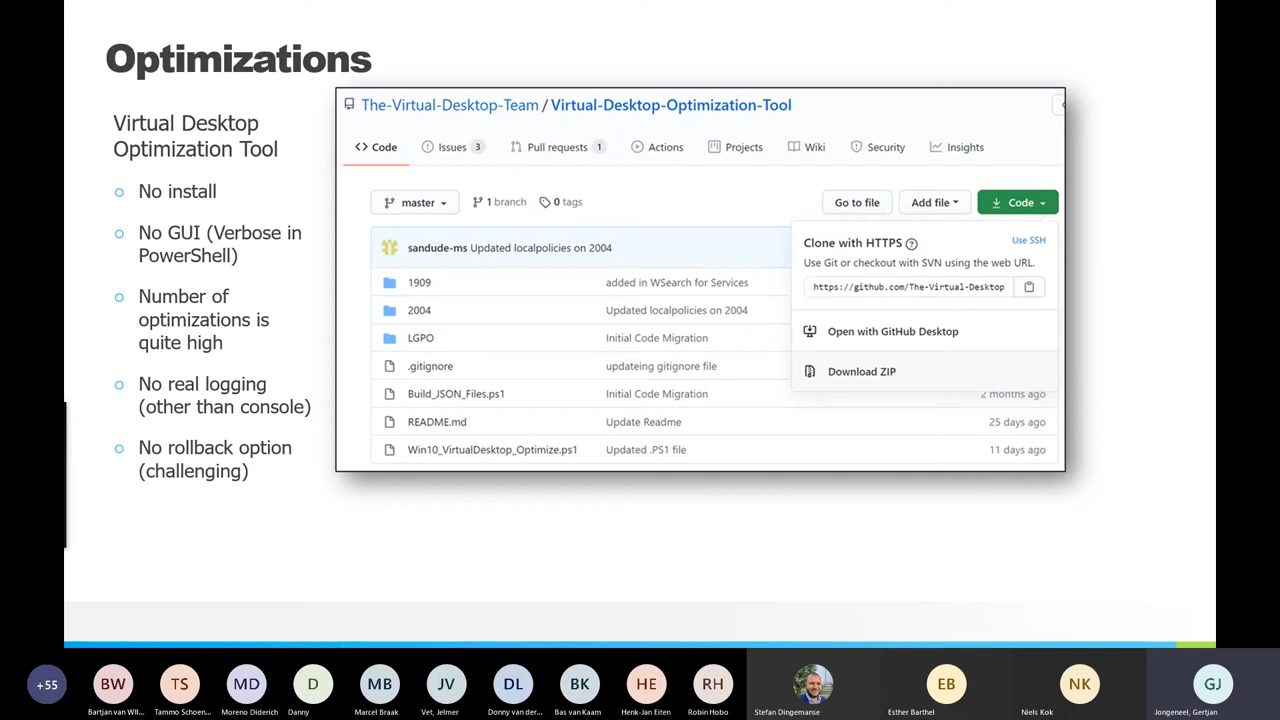 Optimizations
Virtual Desktop
Optimization Tool
No install
No GUI (Verbose in
PowerShell)
Number of
optimizations is
quite high
No real logging
(other than console)
No rollback option
(challenging)
The-Virtual-Desktop-Team / Virtual-Desktop-Optimization-Tool
Code Issues 3 Pull requests 1 Actions Projects Wiki Security Insights
master 1 branch 0 tags Go to file Add file Code
sandude-ms Updated localpolicies on 2004
1909 added in WSearch for Services
2004 Updated localpolicies on 2004
LGPO Initial Code Migration
.gitignore updateing gitignore file
Build_JSON_Files.ps1 Initial Code Migration 2 months ago
README.md Update Readme 25 days ago
Win10_VirtualDesktop_Optimize.ps1 Updated .PS1 file 11 days ago
Clone with HTTPS ? Use SSH
Use Git or checkout with SVN using the web URL.
https://github.com/The-Virtual-Desktop
Open with GitHub Desktop
Download ZIP
+55 BW TS MD D MB JV DL BK HE RH EB NK GJ
Bartjan van WII... Tammo Schoen... Moreno Diderich Danny Marcel Braak Vet, Jelmer Donny van der... Bas van Kaam Henk-Jan Eiten Robin Hobo Stefan Dingemanse Esther Barthel Niels Kok Jongeneel, Gertjan